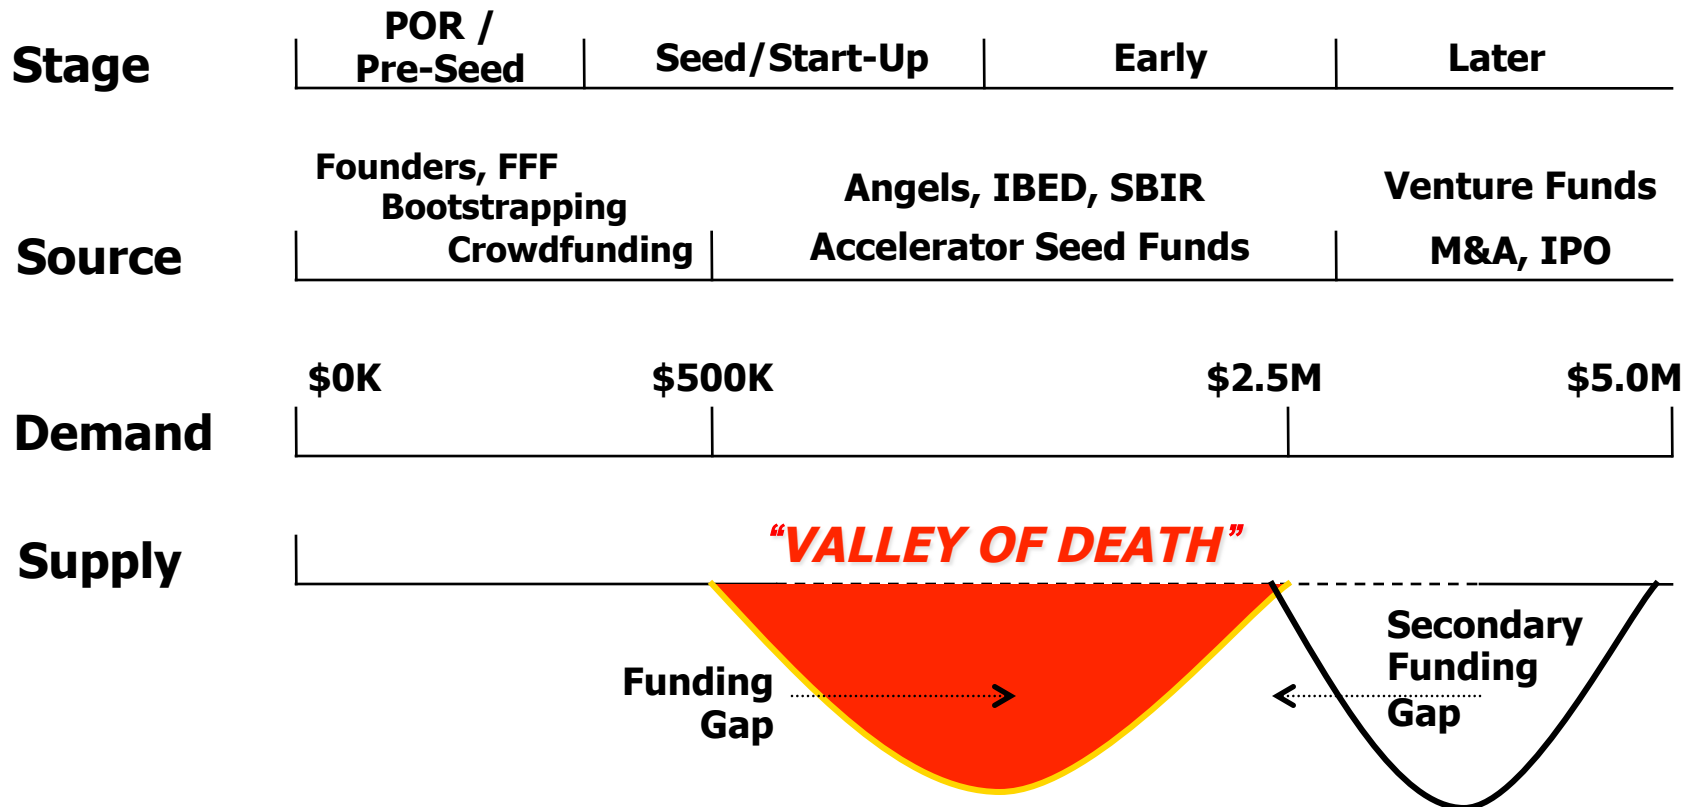 Stage
POR /
Pre-Seed
Seed/Start-Up
Early
Later
Source
Founders, FFF
Bootstrapping
Crowdfunding
Angels, IBED, SBIR
Accelerator Seed Funds
Venture Funds
M&A, IPO
Demand
$0K
$500K
$2.5M
$5.0M
Supply
“VALLEY OF DEATH”
Funding
Gap
Secondary
Funding
Gap